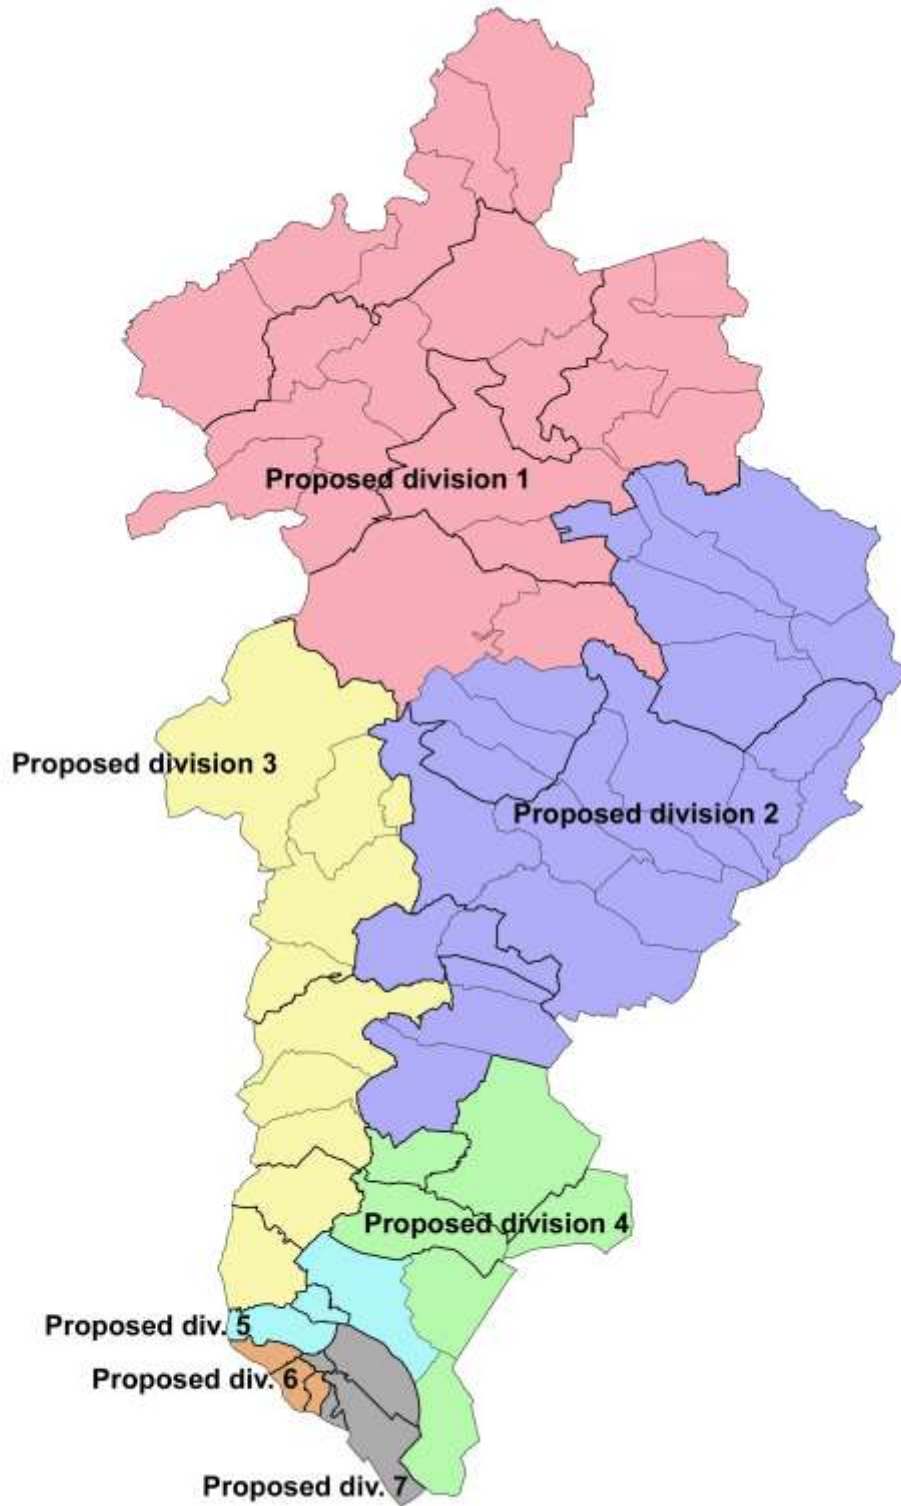 Proposed division 1
Proposed division 3
Proposed division 2
Proposed division 4
Proposed div. 5
Proposed div. 6
Proposed div. 7